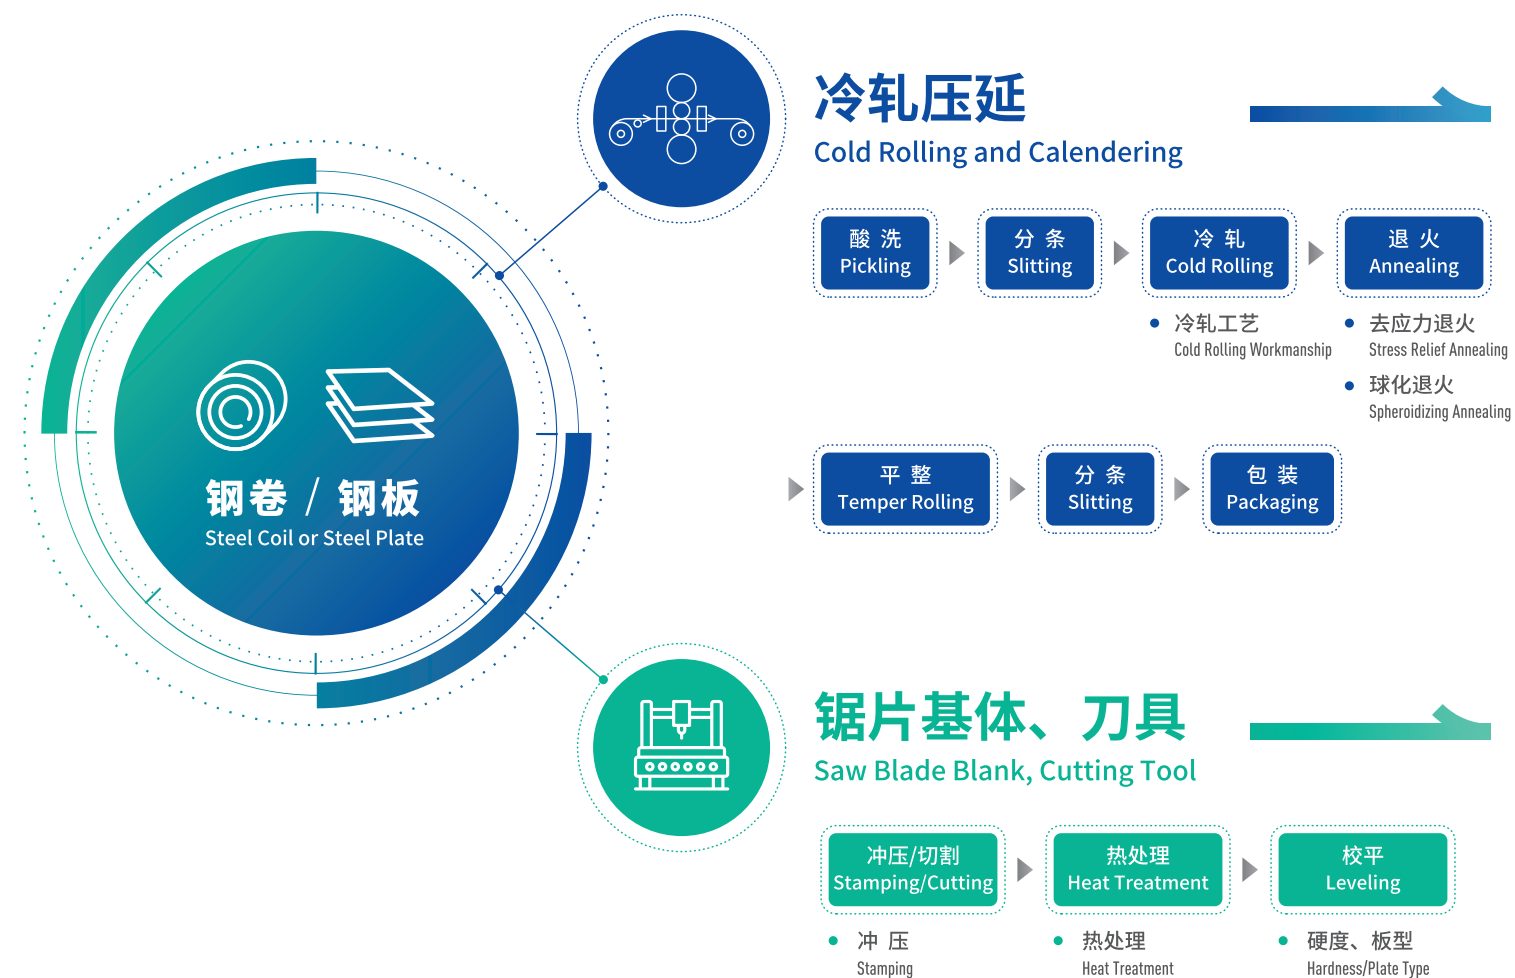 钢卷 / 钢板
Steel Coil or Steel Plate
冷轧压延
Cold Rolling and Calendering
酸洗
Pickling
分条
Slitting
冷轧
Cold Rolling
退火
Annealing
冷轧工艺
Cold Rolling Workmanship
去应力退火
Stress Relief Annealing
球化退火
Spheroidizing Annealing
平整
Temper Rolling
分条
Slitting
包装
Packaging
锯片基体、刀具
Saw Blade Blank, Cutting Tool
冲压/切割
Stamping/Cutting
热处理
Heat Treatment
校平
Leveling
冲压
Stamping
热处理
Heat Treatment
硬度、板型
Hardness/Plate Type